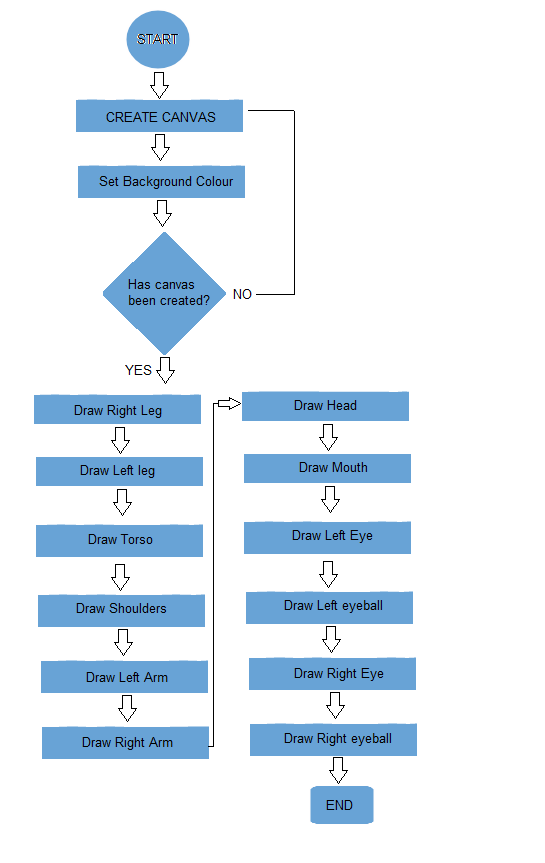 START
CREATE CANVAS
Set Background Colour
Has canvas
been created?
NO
YES
Draw Right Leg
Draw Left leg
Draw Torso
Draw Shoulders
Draw Left Arm
Draw Right Arm
Draw Head
Draw Mouth
Draw Left Eye
Draw Left eyeball
Draw Right Eye
Draw Right eyeball
END